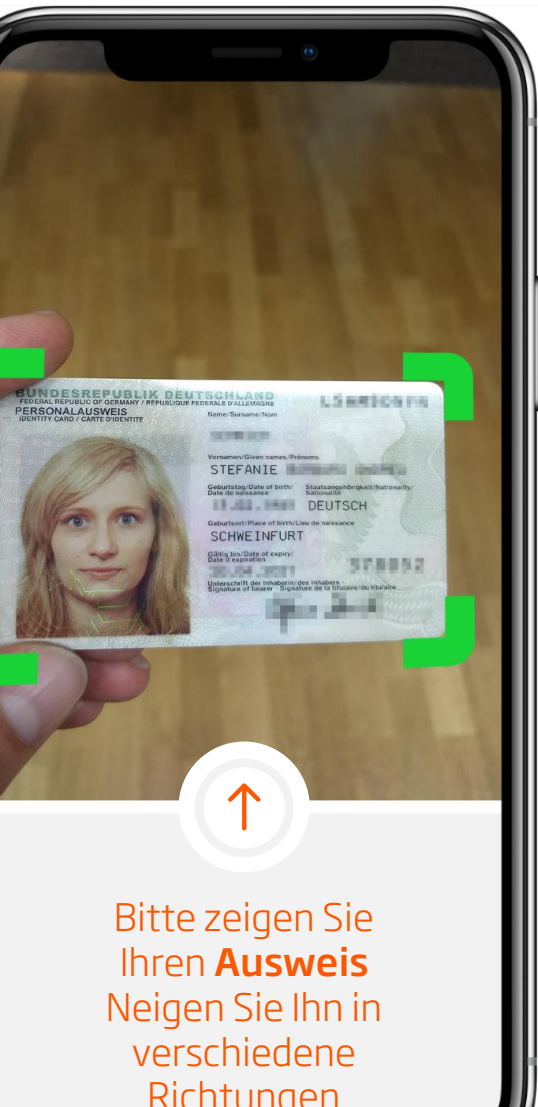 BUNDESREPUBLIK DEUTSCHLAND
FEDERAL REPUBLIC OF GERMANY / REPUBLIQUE FEDERALE D'ALLEMAGNE
PERSONALAUSWEIS
IDENTITY CARD / CARTE D'IDENTITE
Name/Surname/Nom
Vornamen/Given names/Prénoms
STEFANIE
Geburtstag/Date of birth/ Staatsangehörigkeit/Nationality/
Date de naissance Nationalité
DEUTSCH
Geburtsort/Place of birth/Lieu de naissance
SCHWEINFURT
Gültig bis/Date of expiry/
Date d'expiration
Unterschrift der Inhaberin/des Inhabers -
Signature of bearer - Signature de la titulaire/du titulaire
Bitte zeigen Sie
Ihren Ausweis
Neigen Sie Ihn in
verschiedene
Richtungen